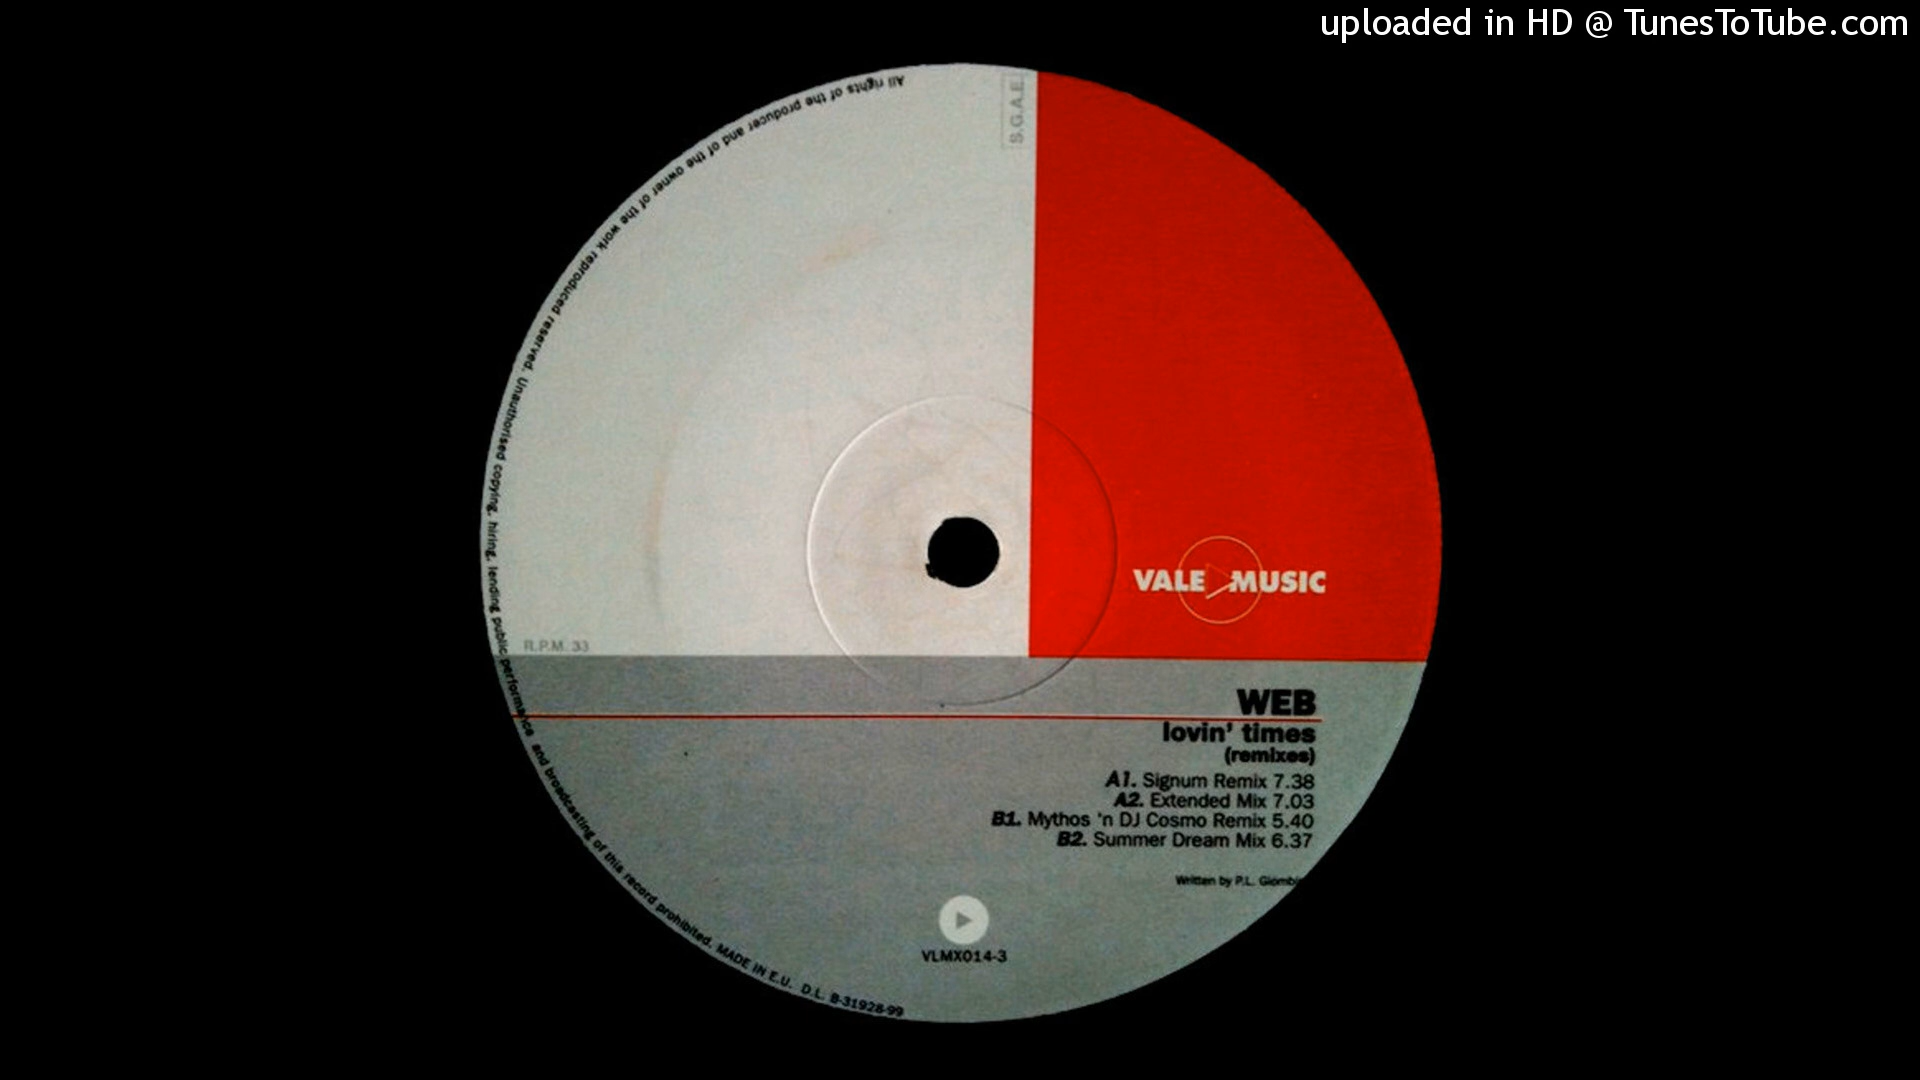 uploaded in HD @ TunesToTube.com
S.G.A.E.
VALE MUSIC
R.P.M. 33
WEB
lovin' times
(remixes)
A1. Signum Remix 7.38
A2. Extended Mix 7.03
B1. Mythos 'n DJ Cosmo Remix 5.40
B2. Summer Dream Mix 6.37
Written by P.L. Giombi
VLMX014-3
All rights of the producer and of the owner of the work reproduced reserved. Unauthorised copying, hiring, lending public performance and broadcasting of this record prohibited. MADE IN E.U. D.L. B-31928-99